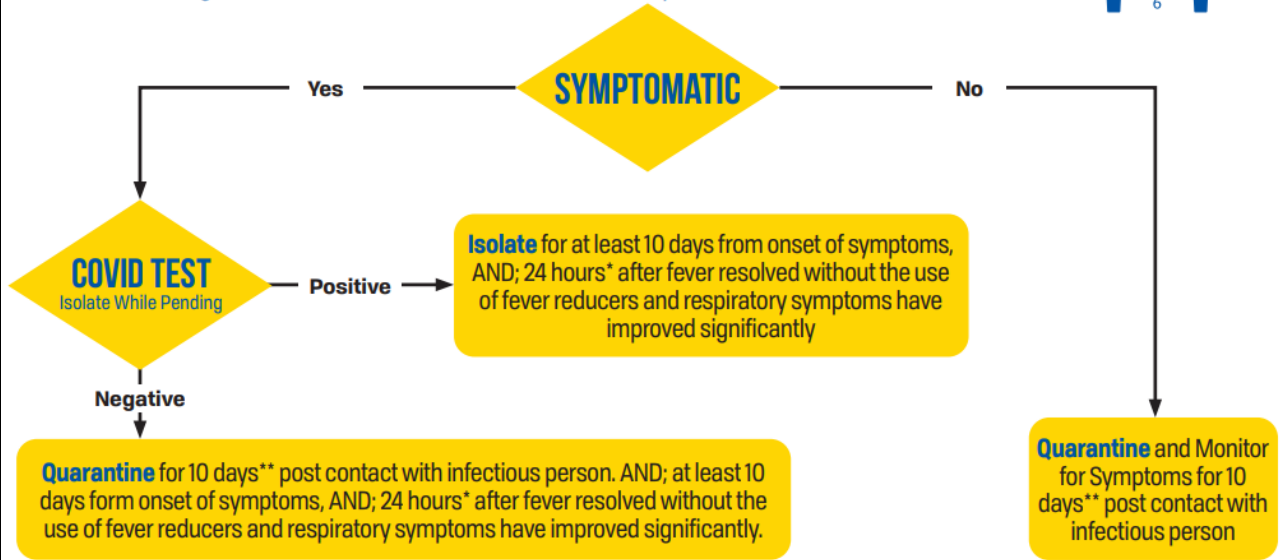 6
SYMPTOMATIC
Yes
No
COVID TEST
Isolate While Pending
Positive
Isolate for at least 10 days from onset of symptoms,
AND; 24 hours* after fever resolved without the use
of fever reducers and respiratory symptoms have
improved significantly
Negative
Quarantine for 10 days** post contact with infectious person. AND; at least 10
days form onset of symptoms, AND; 24 hours* after fever resolved without the
use of fever reducers and respiratory symptoms have improved significantly.
Quarantine and Monitor
for Symptoms for 10
days** post contact with
infectious person